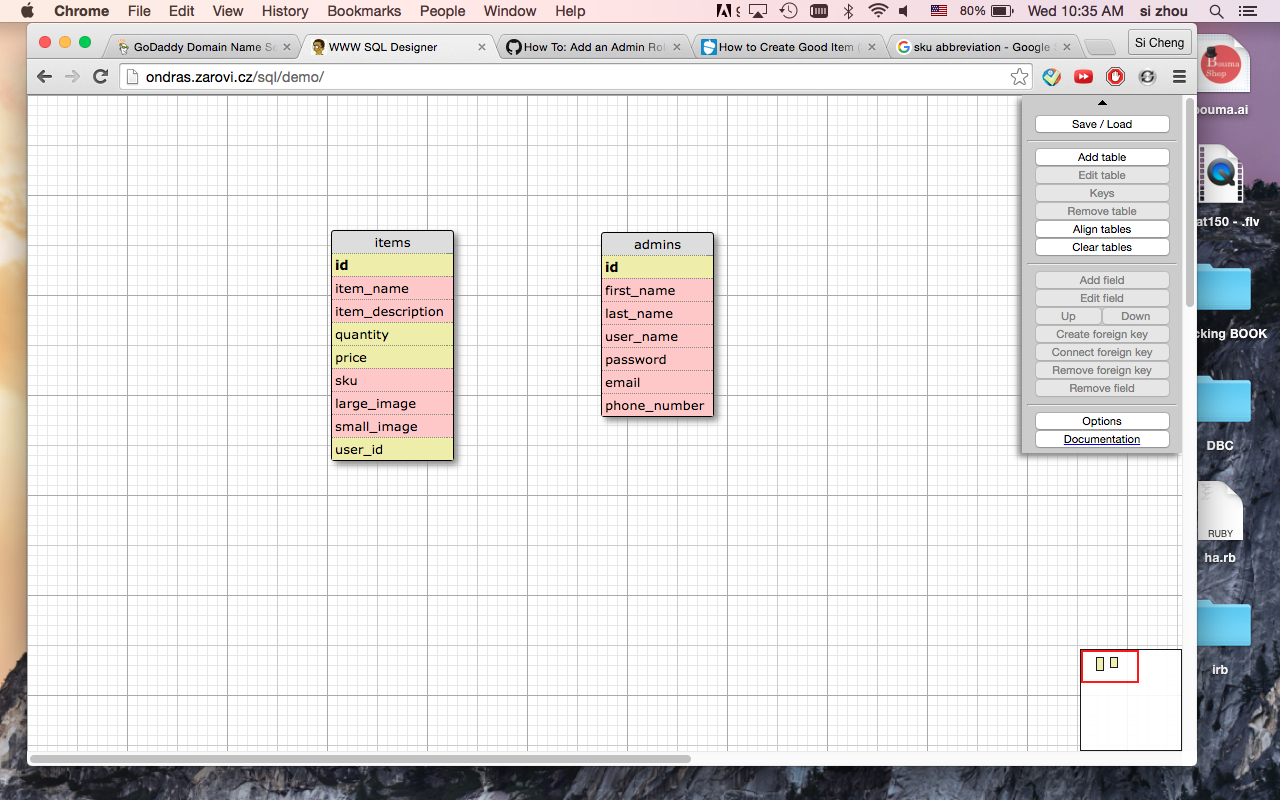 Chrome File Edit View History Bookmarks People Window Help 80% Wed 10:35 AM si zhou
GoDaddy Domain Name Se
WWW SQL Designer
How To: Add an Admin Rol
How to Create Good Item (
sku abbreviation - Google S
Si Cheng
ondras.zarovi.cz/sql/demo/
items
id
item_name
item_description
quantity
price
sku
large_image
small_image
user_id
admins
id
first_name
last_name
user_name
password
email
phone_number
Save / Load
Add table
Edit table
Keys
Remove table
Align tables
Clear tables
Add field
Edit field
Up Down
Create foreign key
Connect foreign key
Remove foreign key
Remove field
Options
Documentation
Bouma
Shop
bouma.ai
at150 - .flv
cking BOOK
DBC
RUBY
ha.rb
irb